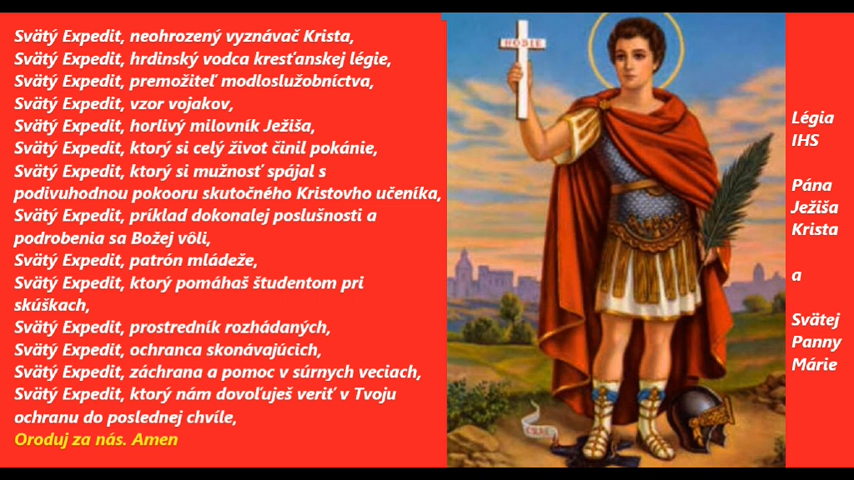 Svätý Expedit, neohrozený vyznávač Krista,
Svätý Expedit, hrdinský vodca kresťanskej légie,
Svätý Expedit, premožiteľ modloslužobníctva,
Svätý Expedit, vzor vojakov,
Svätý Expedit, horlivý milovník Ježiša,
Svätý Expedit, ktorý si celý život činil pokánie,
Svätý Expedit, ktorý si mužnosť spájal s
podivuhodnou pokooru skutočného Kristovho učeníka,
Svätý Expedit, príklad dokonalej poslušnosti a
podrobenia sa Božej vôli,
Svätý Expedit, patrón mládeže,
Svätý Expedit, ktorý pomáhaš študentom pri
skúškach,
Svätý Expedit, prostredník rozhádaných,
Svätý Expedit, ochranca skonávajúcich,
Svätý Expedit, záchrana a pomoc v súrnych veciach,
Svätý Expedit, ktorý nám dovoľuješ veriť v Tvoju
ochranu do poslednej chvíle,
Oroduj za nás. Amen
HODIE
CRAS
Légia
IHS
Pána
Ježiša
Krista
a
Svätej
Panny
Márie